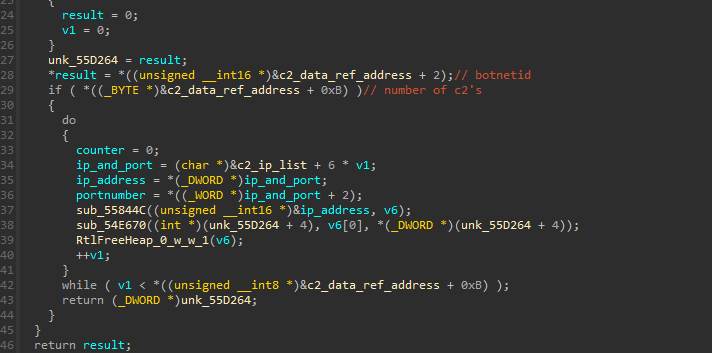 23 {
24 result = 0;
25 v1 = 0;
26 }
27 unk_55D264 = result;
28 *result = *((unsigned __int16 *)&c2_data_ref_address + 2);// botnetid
29 if ( *((_BYTE *)&c2_data_ref_address + 0xB) )// number of c2's
30 {
31 do
32 {
33 counter = 0;
34 ip_and_port = (char *)&c2_ip_list + 6 * v1;
35 ip_address = *(_DWORD *)ip_and_port;
36 portnumber = *((_WORD *)ip_and_port + 2);
37 sub_55844C((unsigned __int16 *)&ip_address, v6);
38 sub_54E670((int *)(unk_55D264 + 4), v6[0], *(_DWORD *)(unk_55D264 + 4));
39 RtlFreeHeap_0_w_w_1(v6);
40 ++v1;
41 }
42 while ( v1 < *((unsigned __int8 *)&c2_data_ref_address + 0xB) );
43 return (_DWORD *)unk_55D264;
44 }
45 }
46 return result;